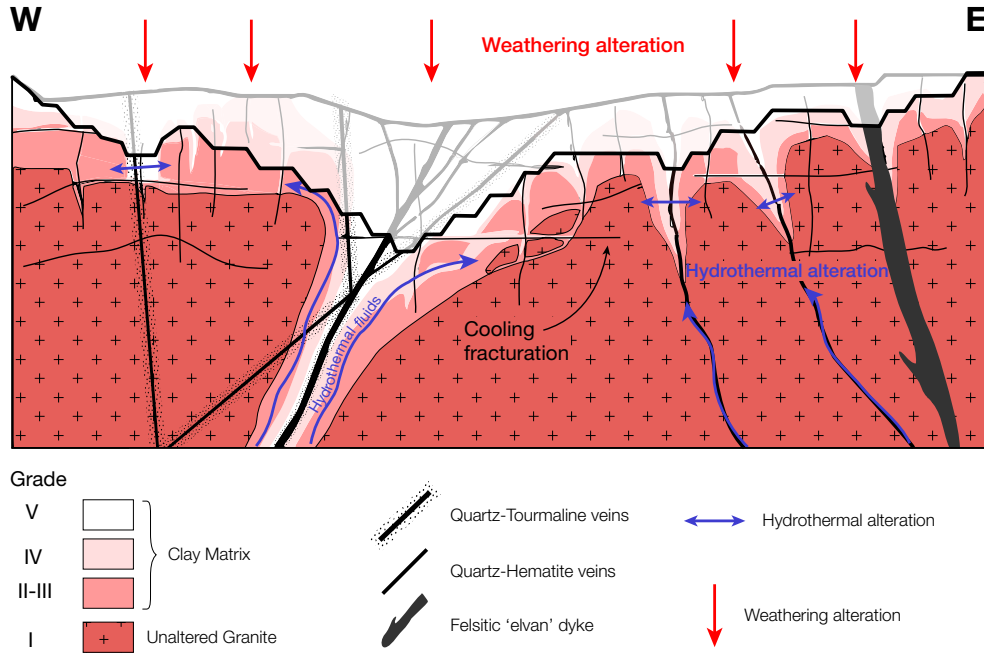 W
E
Weathering alteration
Hydrothermal alteration
Hydrothermal fluids
Cooling
fracturation
Grade
V
IV
II-III
I
Clay Matrix
Unaltered Granite
Quartz-Tourmaline veins
Quartz-Hematite veins
Felsitic ‘elvan’ dyke
Hydrothermal alteration
Weathering alteration